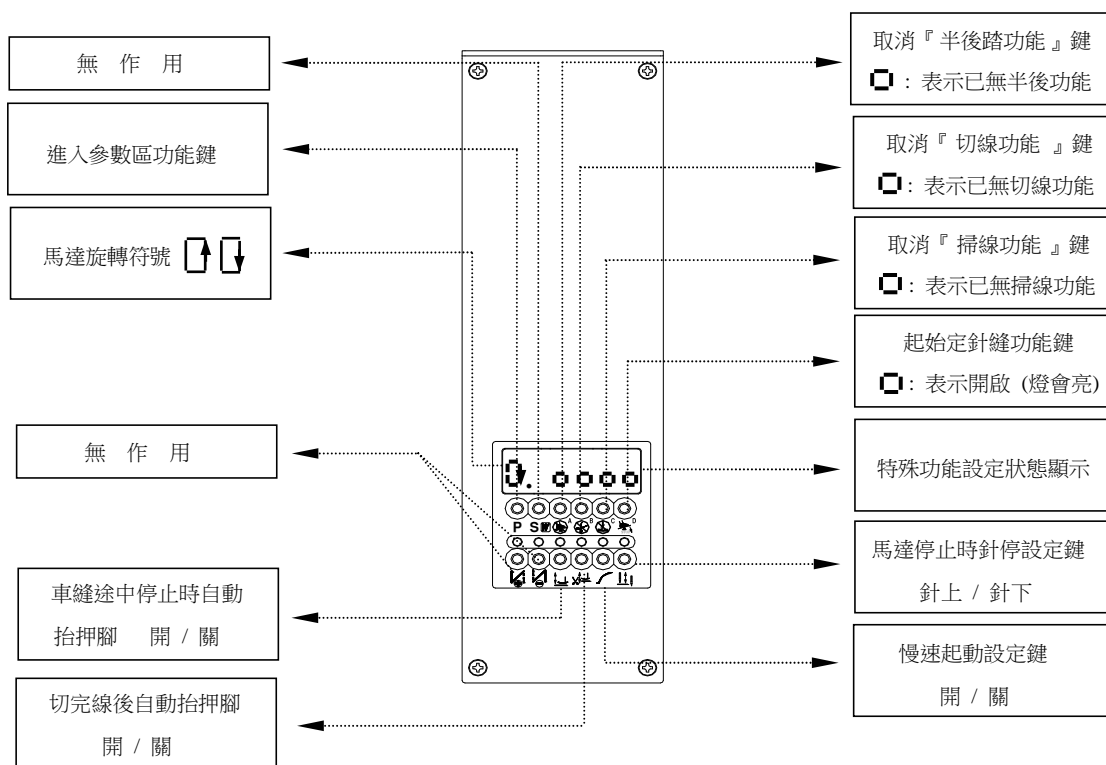 無 作 用
進入參數區功能鍵
馬達旋轉符號
無 作 用
車縫途中停止時自動
抬押腳 開 / 關
切完線後自動抬押腳
開 / 關
P S A B C D
取消『 半後踏功能 』鍵
: 表示已無半後功能
取消『 切線功能 』鍵
: 表示已無切線功能
取消『 掃線功能 』鍵
: 表示已無掃線功能
起始定針縫功能鍵
: 表示開啟 (燈會亮)
特殊功能設定狀態顯示
馬達停止時針停設定鍵
針上 / 針下
慢速起動設定鍵
開 / 關